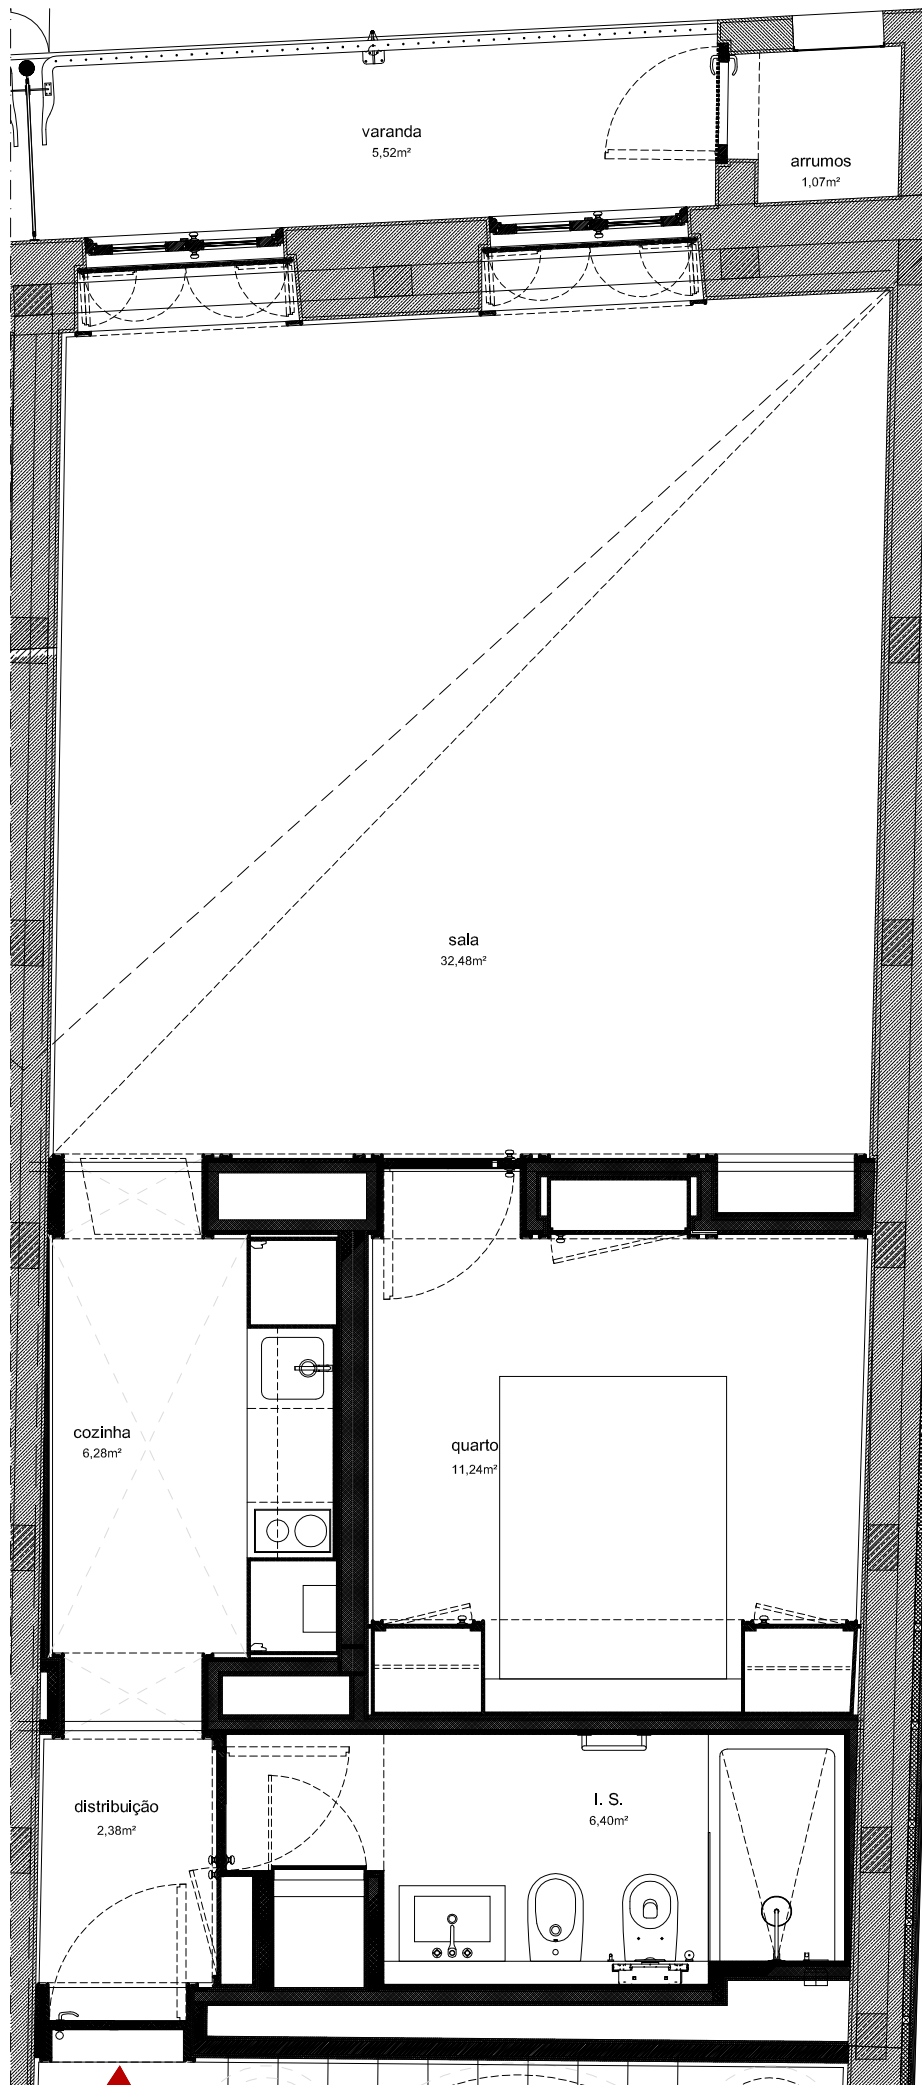 varanda
5,52m²
arrumos
1,07m²
sala
32,48m²
cozinha
6,28m²
quarto
11,24m²
distribuição
2,38m²
I. S.
6,40m²